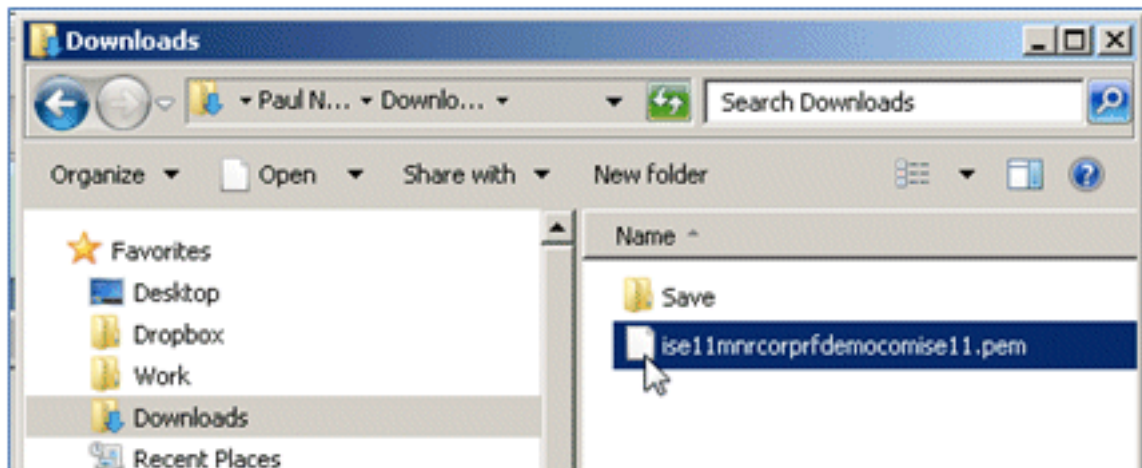 Downloads
Paul N... Downlo... Search Downloads
Organize Open Share with New folder
Favorites
Desktop
Dropbox
Work
Downloads
Recent Places
Name
Save
ise11mnrcorprfdemocomise11.pem